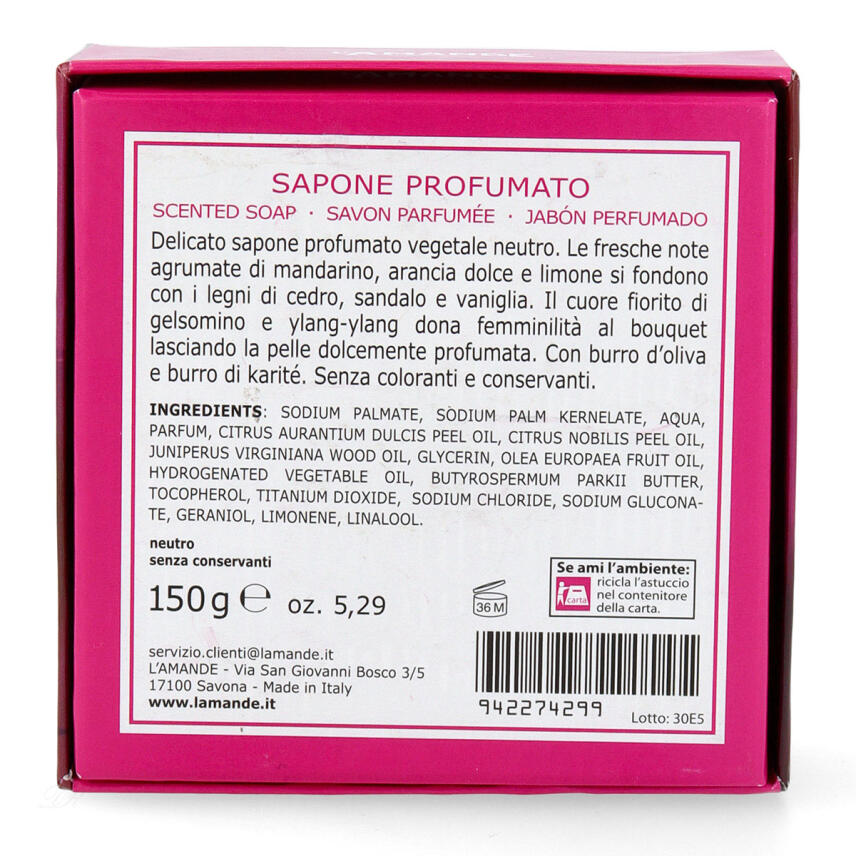 L'AMANDE
SAPONE PROFUMATO
SCENTED SOAP · SAVON PARFUMÉE · JABÓN PERFUMADO
Delicato sapone profumato vegetale neutro. Le fresche note
agrumate di mandarino, arancia dolce e limone si fondono
con i legni di cedro, sandalo e vaniglia. Il cuore fiorito di
gelsomino e ylang-ylang dona femminilità al bouquet
lasciando la pelle dolcemente profumata. Con burro d'oliva
e burro di karité. Senza coloranti e conservanti.
INGREDIENTS: SODIUM PALMATE, SODIUM PALM KERNELATE, AQUA,
PARFUM, CITRUS AURANTIUM DULCIS PEEL OIL, CITRUS NOBILIS PEEL OIL,
JUNIPERUS VIRGINIANA WOOD OIL, GLYCERIN, OLEA EUROPAEA FRUIT OIL,
HYDROGENATED VEGETABLE OIL, BUTYROSPERMUM PARKII BUTTER,
TOCOPHEROL, TITANIUM DIOXIDE, SODIUM CHLORIDE, SODIUM GLUCONA-
TE, GERANIOL, LIMONENE, LINALOOL.
neutro
senza conservanti
150g ℮ oz. 5,29
36 M
Se ami l'ambiente:
carta
ricicla l'astuccio
nel contenitore
della carta.
servizio.clienti@lamande.it
L'AMANDE - Via San Giovanni Bosco 3/5
17100 Savona - Made in Italy
www.lamande.it
942274299
Lotto: 30E5